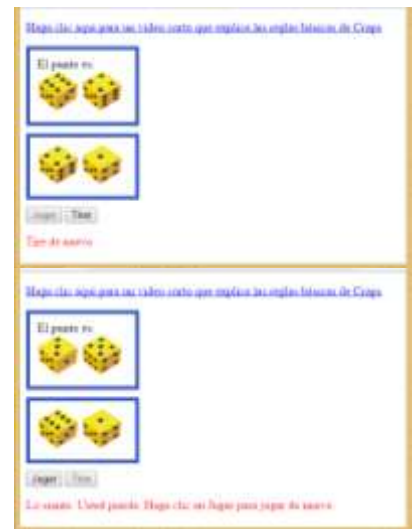 Haga clic aquí para un video corto que explica las reglas básicas de Craps
El punto es:
Jugar Tirar
Tire de nuevo
Haga clic aquí para un video corto que explica las reglas básicas de Craps
El punto es:
Jugar Tirar
Lo siento. Usted pierde. Haga clic en Jugar para jugar de nuevo